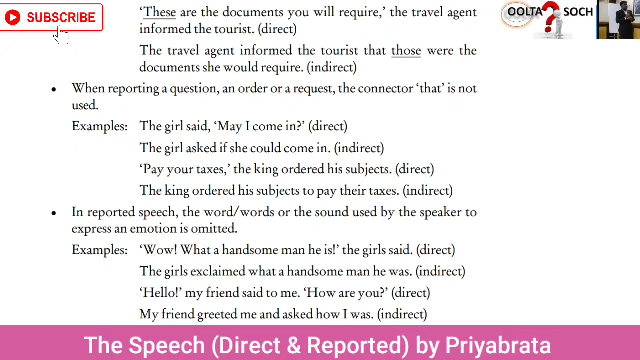 SUBSCRIBE
OOLTA ? SOCH
'These are the documents you will require,' the travel agent
informed the tourist. (direct)
The travel agent informed the tourist that those were the
documents she would require. (indirect)
• When reporting a question, an order or a request, the connector 'that' is not
used.
Examples: The girl said, 'May I come in?' (direct)
The girl asked if she could come in. (indirect)
'Pay your taxes,' the king ordered his subjects. (direct)
The king ordered his subjects to pay their taxes. (indirect)
• In reported speech, the word/words or the sound used by the speaker to
express an emotion is omitted.
Examples: 'Wow! What a handsome man he is!' the girls said. (direct)
The girls exclaimed what a handsome man he was. (indirect)
'Hello!' my friend said to me. 'How are you?' (direct)
My friend greeted me and asked how I was. (indirect)
The Speech (Direct & Reported) by Priyabrata